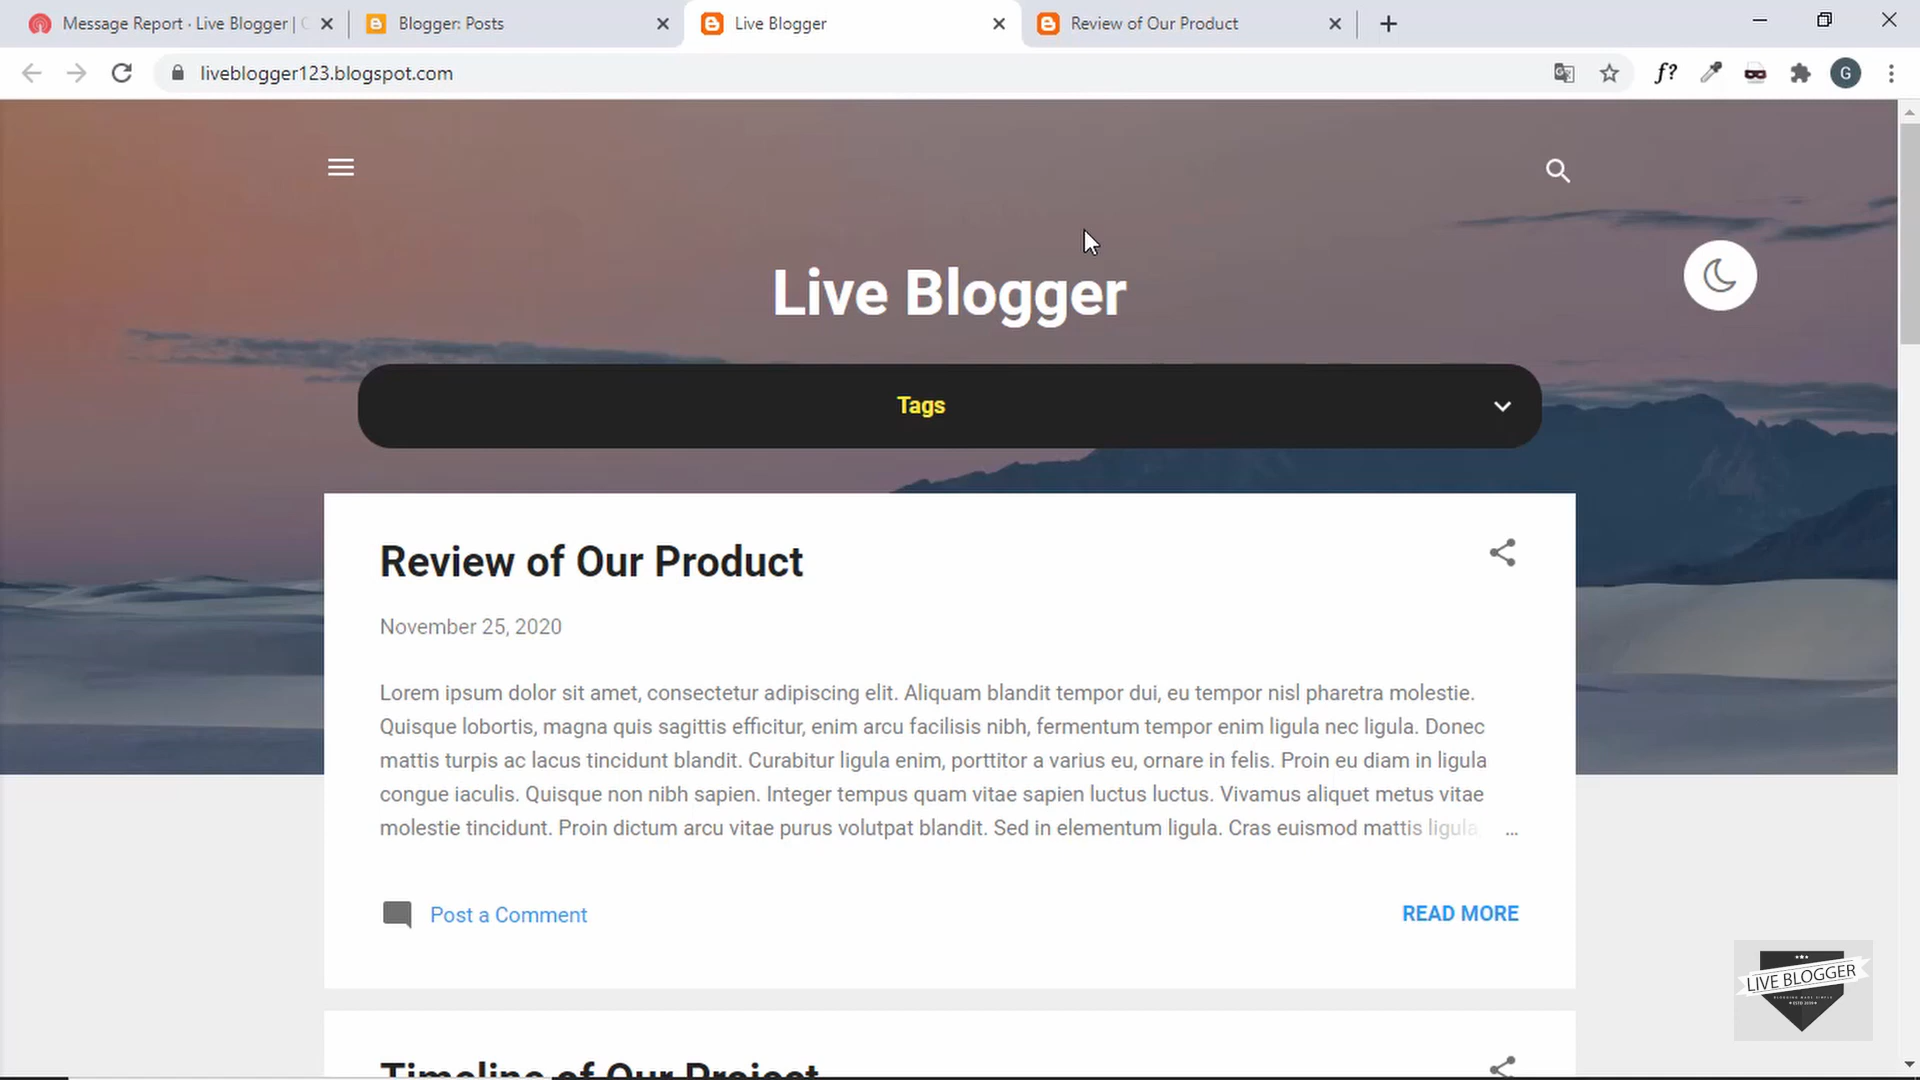 Message Report · Live Blogger |
Blogger: Posts
Live Blogger
Review of Our Product
liveblogger123.blogspot.com
f?
G
Live Blogger
Tags
Review of Our Product
November 25, 2020
Lorem ipsum dolor sit amet, consectetur adipiscing elit. Aliquam blandit tempor dui, eu tempor nisl pharetra molestie.
Quisque lobortis, magna quis sagittis efficitur, enim arcu facilisis nibh, fermentum tempor enim ligula nec ligula. Donec
mattis turpis ac lacus tincidunt blandit. Curabitur ligula enim, porttitor a varius eu, ornare in felis. Proin eu diam in ligula
congue iaculis. Quisque non nibh sapien. Integer tempus quam vitae sapien luctus luctus. Vivamus aliquet metus vitae
molestie tincidunt. Proin dictum arcu vitae purus volutpat blandit. Sed in elementum ligula. Cras euismod mattis ligula, ...
Post a Comment
READ MORE
LIVE BLOGGER
Timeline of Our Project